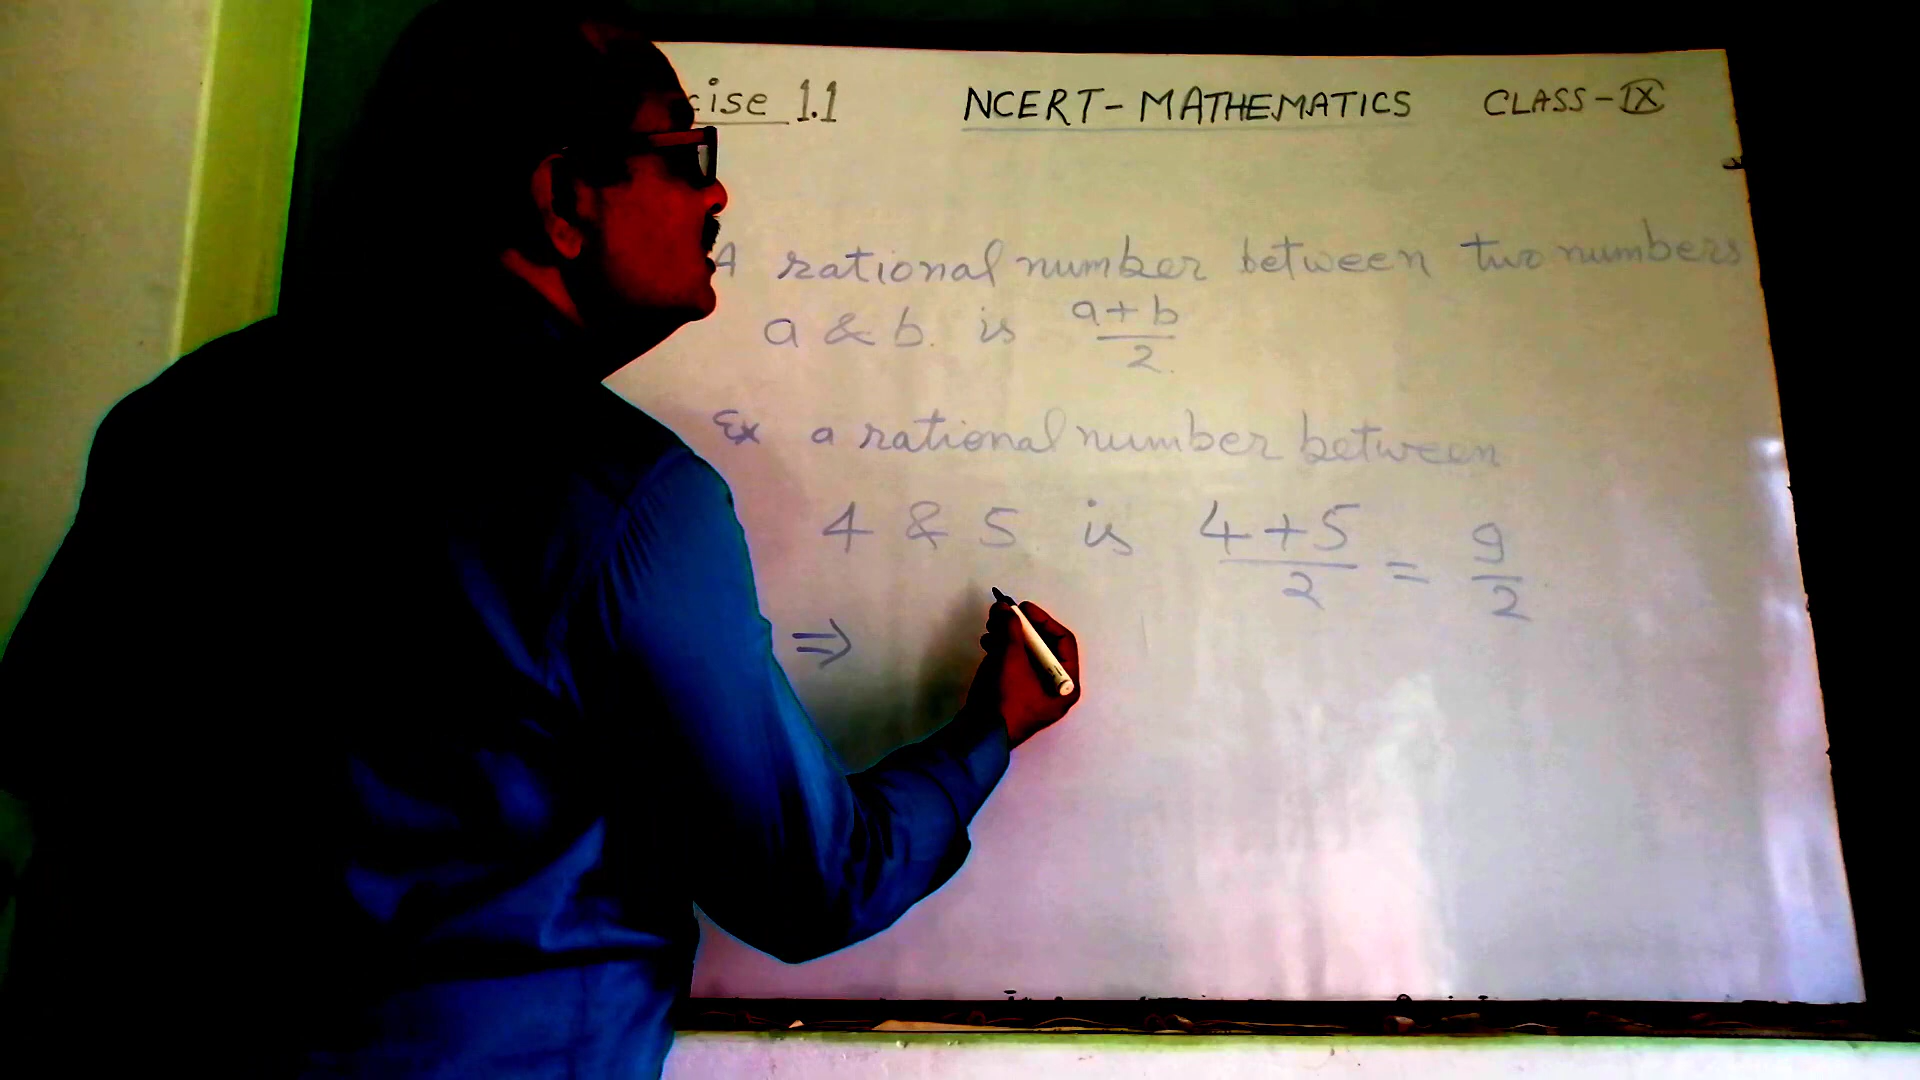 cise 1.1 NCERT-MATHEMATICS CLASS-IX
A rational number between two numbers
a & b. is a+b/2.
Ex a rational number between
4 & 5 is 4+5/2 = 9/2
⇒